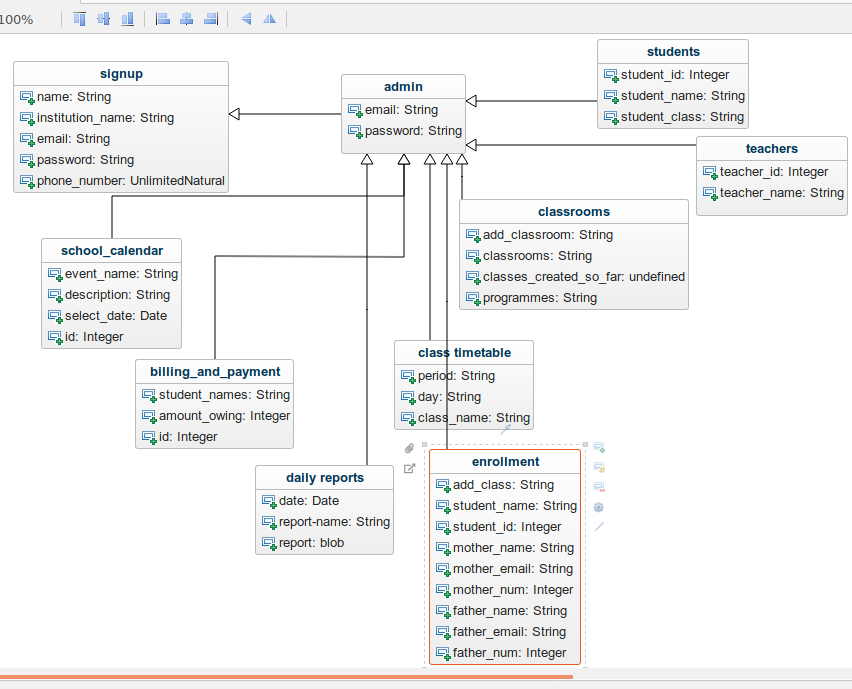 100%
signup
name: String
institution_name: String
email: String
password: String
phone_number: UnlimitedNatural
admin
email: String
password: String
students
student_id: Integer
student_name: String
student_class: String
teachers
teacher_id: Integer
teacher_name: String
school_calendar
event_name: String
description: String
select_date: Date
id: Integer
classrooms
add_classroom: String
classrooms: String
classes_created_so_far: undefined
programmes: String
billing_and_payment
student_names: String
amount_owing: Integer
id: Integer
class timetable
period: String
day: String
class_name: String
daily reports
date: Date
report-name: String
report: blob
enrollment
add_class: String
student_name: String
student_id: Integer
mother_name: String
mother_email: String
mother_num: Integer
father_name: String
father_email: String
father_num: Integer